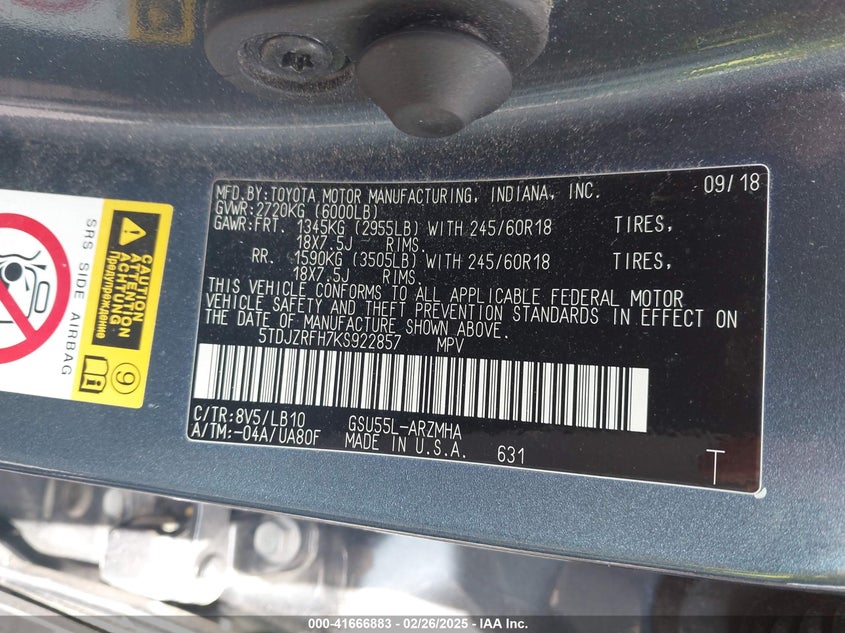 SRS SIDE AIRBAG
CAUTION
ATTENTION
ACHTUNG
Предупреждение
9
MFD.BY:TOYOTA MOTOR MANUFACTURING, INDIANA, INC. 09/18
GVWR:2720KG (6000LB)
GAWR:FRT. 1345KG (2955LB) WITH 245/60R18 TIRES,
18X7.5J RIMS.
RR. 1590KG (3505LB) WITH 245/60R18 TIRES,
18X7.5J RIMS.
THIS VEHICLE CONFORMS TO ALL APPLICABLE FEDERAL MOTOR
VEHICLE SAFETY AND THEFT PREVENTION STANDARDS IN EFFECT ON
THE DATE OF MANUFACTURE SHOWN ABOVE.
5TDJZRFH7KS922857 MPV
C/TR:8V5/LB10 GSU55L-ARZMHA
A/TM:-04A/UA80F MADE IN U.S.A. 631
T
000-41666883 / 02/26/2025 — IAA Inc.